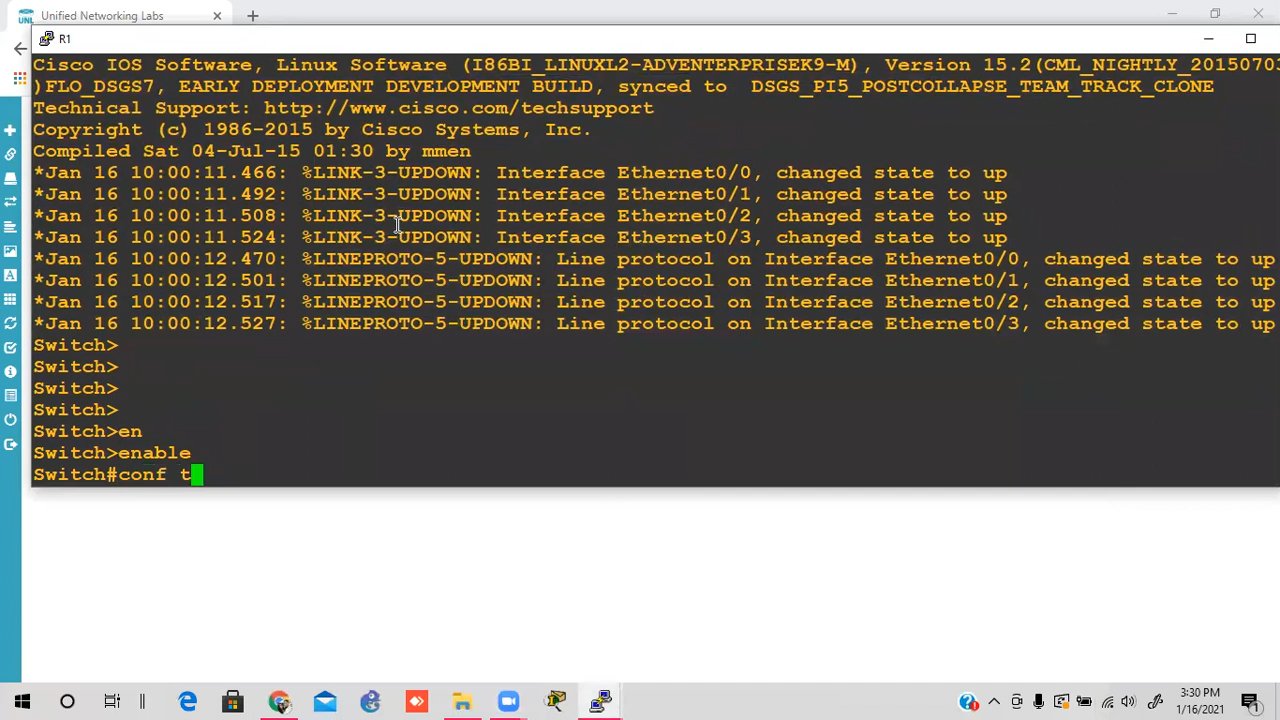 Unified Networking Labs
R1
Cisco IOS Software, Linux Software (I86BI_LINUXL2-ADVENTERPRISEK9-M), Version 15.2(CML_NIGHTLY_2015070
)FLO_DSGS7, EARLY DEPLOYMENT DEVELOPMENT BUILD, synced to  DSGS_PI5_POSTCOLLAPSE_TEAM_TRACK_CLONE
Technical Support: http://www.cisco.com/techsupport
Copyright (c) 1986-2015 by Cisco Systems, Inc.
Compiled Sat 04-Jul-15 01:30 by mmen
*Jan 16 10:00:11.466: %LINK-3-UPDOWN: Interface Ethernet0/0, changed state to up
*Jan 16 10:00:11.492: %LINK-3-UPDOWN: Interface Ethernet0/1, changed state to up
*Jan 16 10:00:11.508: %LINK-3-UPDOWN: Interface Ethernet0/2, changed state to up
*Jan 16 10:00:11.524: %LINK-3-UPDOWN: Interface Ethernet0/3, changed state to up
*Jan 16 10:00:12.470: %LINEPROTO-5-UPDOWN: Line protocol on Interface Ethernet0/0, changed state to up
*Jan 16 10:00:12.501: %LINEPROTO-5-UPDOWN: Line protocol on Interface Ethernet0/1, changed state to up
*Jan 16 10:00:12.517: %LINEPROTO-5-UPDOWN: Line protocol on Interface Ethernet0/2, changed state to up
*Jan 16 10:00:12.527: %LINEPROTO-5-UPDOWN: Line protocol on Interface Ethernet0/3, changed state to up
Switch>
Switch>
Switch>
Switch>
Switch>en
Switch>enable
Switch#conf t
3:30 PM
1/16/2021